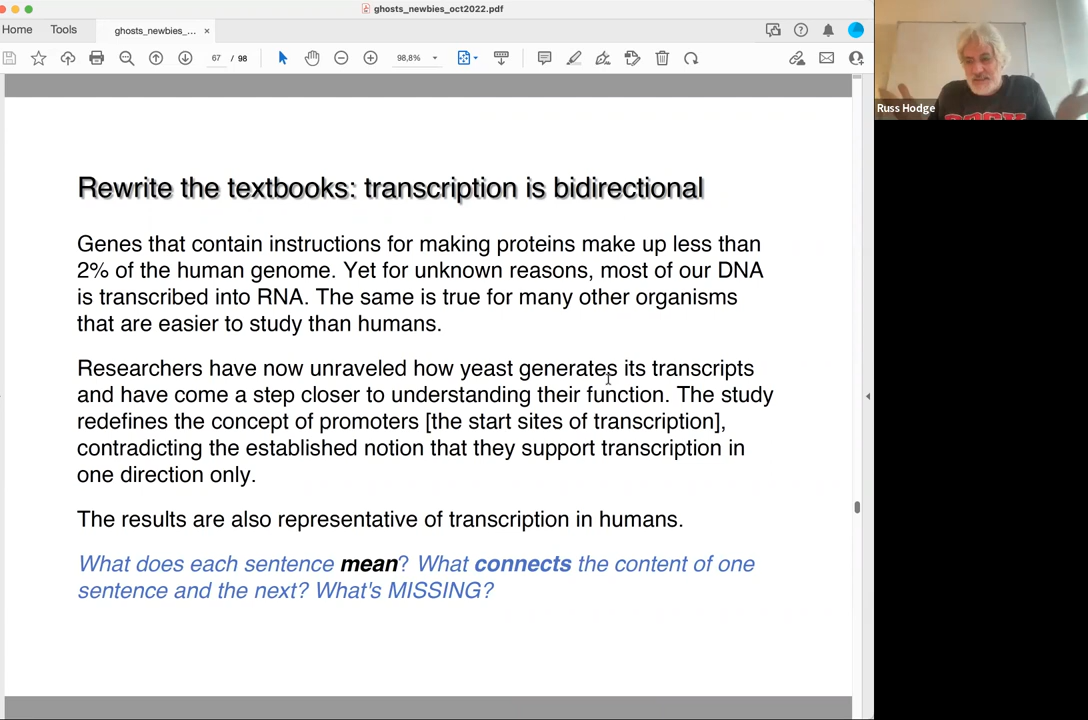 ghosts_newbies_oct2022.pdf
Home Tools ghosts_newbies_... ×
67 / 98 98,8%
Russ Hodge
Rewrite the textbooks: transcription is bidirectional
Genes that contain instructions for making proteins make up less than
2% of the human genome. Yet for unknown reasons, most of our DNA
is transcribed into RNA. The same is true for many other organisms
that are easier to study than humans.
Researchers have now unraveled how yeast generates its transcripts
and have come a step closer to understanding their function. The study
redefines the concept of promoters [the start sites of transcription],
contradicting the established notion that they support transcription in
one direction only.
The results are also representative of transcription in humans.
What does each sentence mean? What connects the content of one
sentence and the next? What's MISSING?